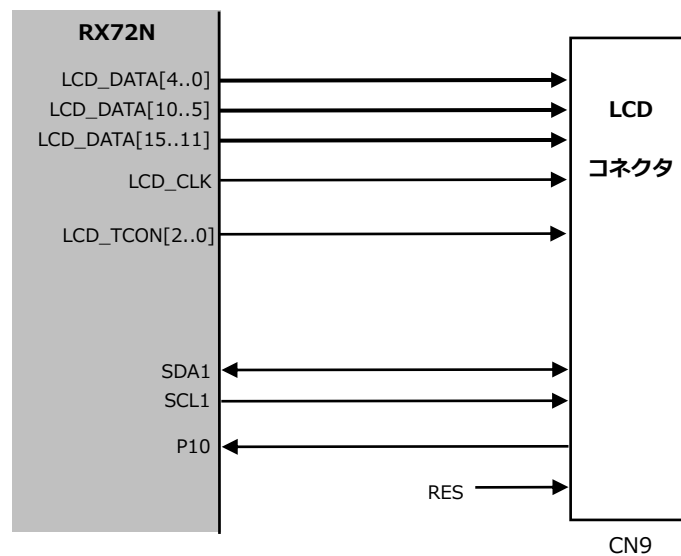 RX72N
LCD_DATA[4..0]
LCD_DATA[10..5]
LCD_DATA[15..11]
LCD_CLK
LCD_TCON[2..0]
SDA1
SCL1
P10
RES
LCD
コネクタ
CN9